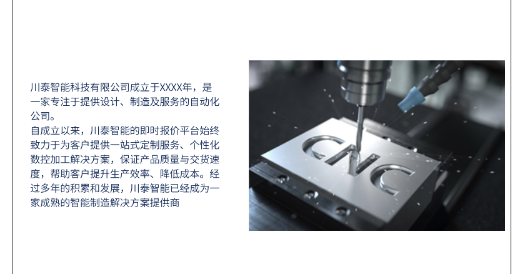 川泰智能科技有限公司成立于XXXX年，是
一家专注于提供设计、制造及服务的自动化
公司。
自成立以来，川泰智能的即时报价平台始终
致力于为客户提供一站式定制服务、个性化
数控加工解决方案，保证产品质量与交货速
度，帮助客户提升生产效率、降低成本。经
过多年的积累和发展，川泰智能已经成为一
家成熟的智能制造解决方案提供商
CNC